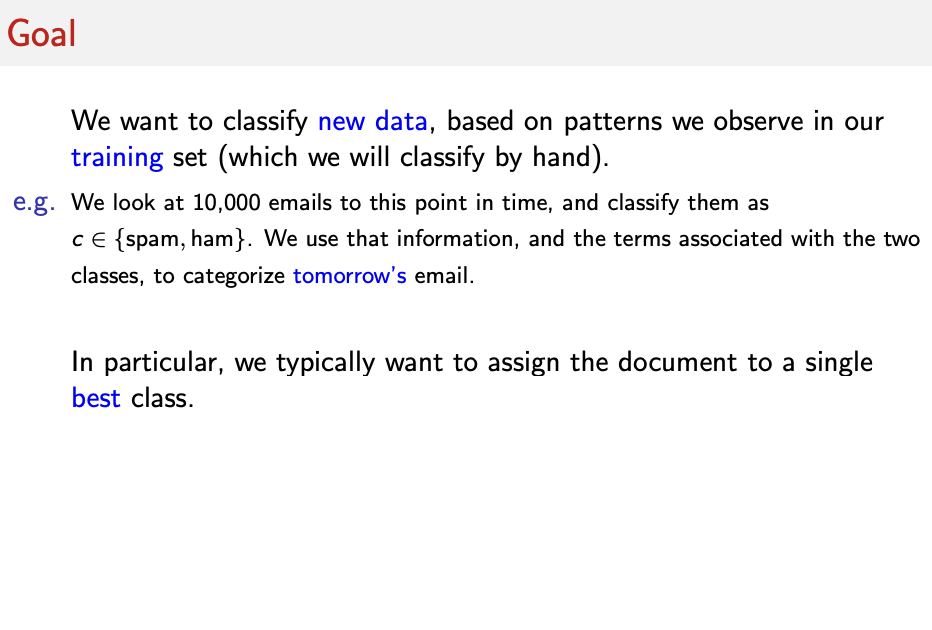 Goal
We want to classify new data, based on patterns we observe in our
training set (which we will classify by hand).
e.g. We look at 10,000 emails to this point in time, and classify them as
c ∈ {spam, ham}. We use that information, and the terms associated with the two
classes, to categorize tomorrow's email.
In particular, we typically want to assign the document to a single
best class.